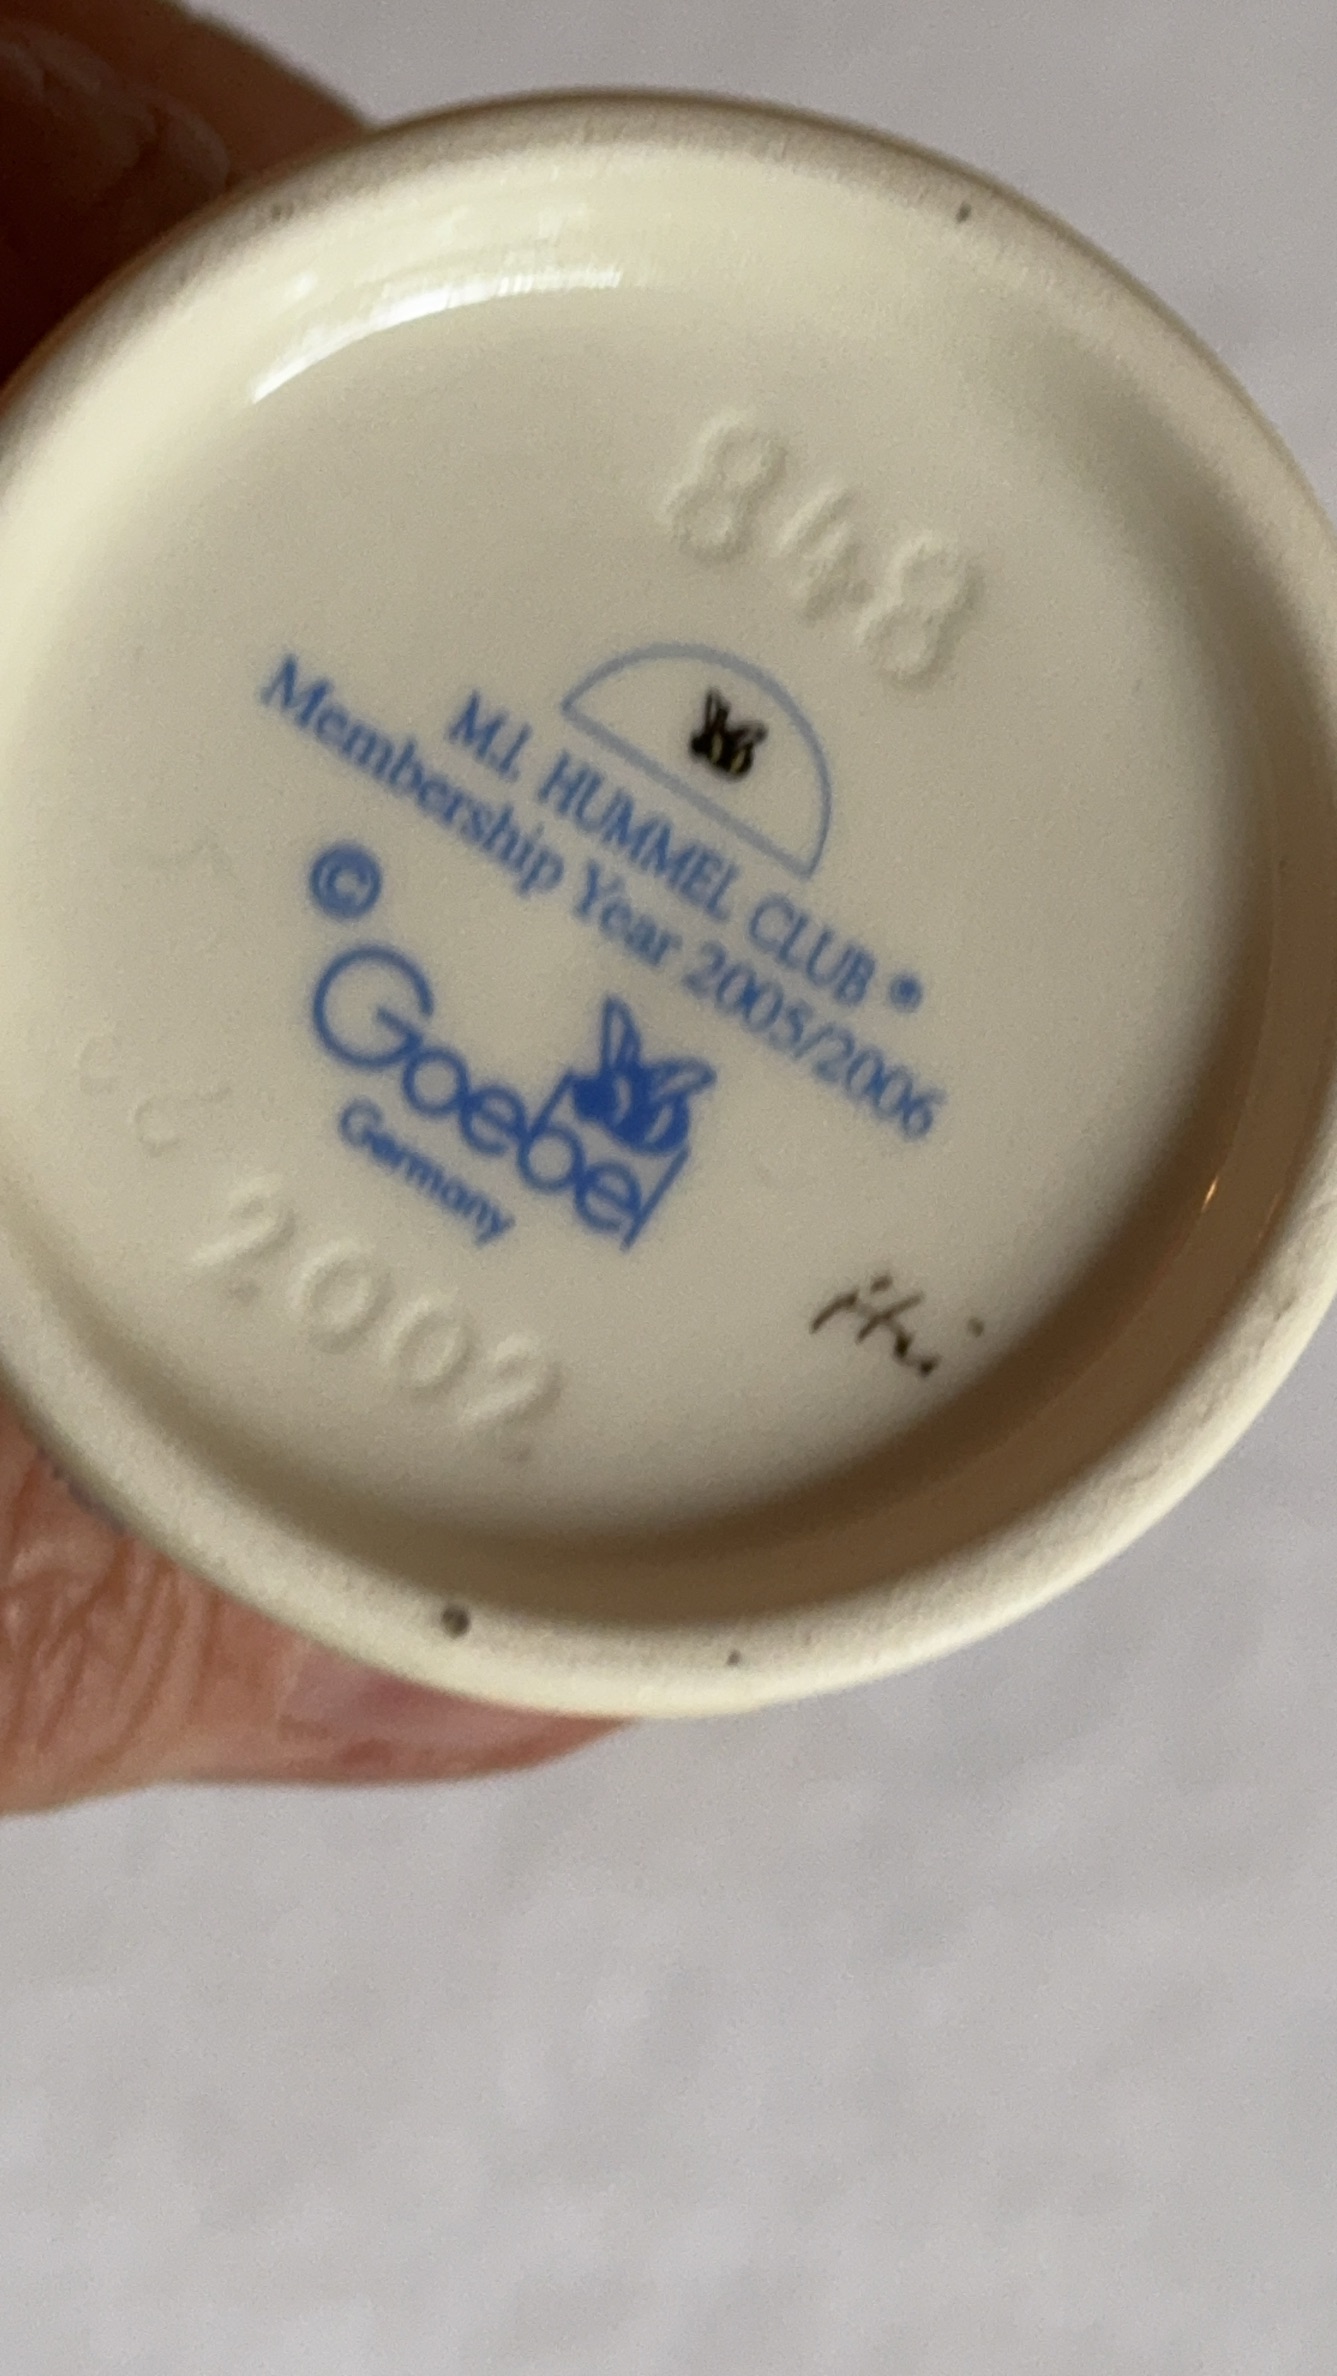 848
M.I. HUMMEL CLUB ®
Membership Year 2005/2006
©
Goebel
Germany
2002